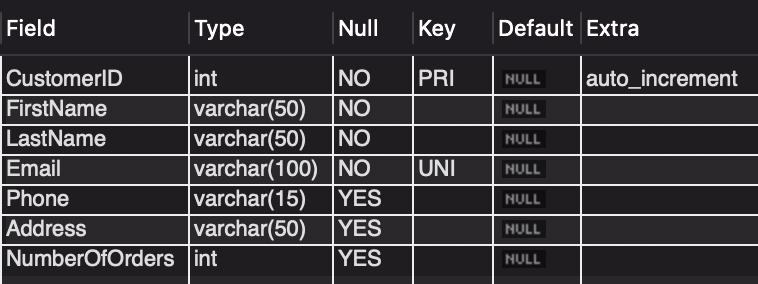 Field Type Null Key Default Extra
CustomerID int NO PRI NULL auto_increment
FirstName varchar(50) NO NULL
LastName varchar(50) NO NULL
Email varchar(100) NO UNI NULL
Phone varchar(15) YES NULL
Address varchar(50) YES NULL
NumberOfOrders int YES NULL